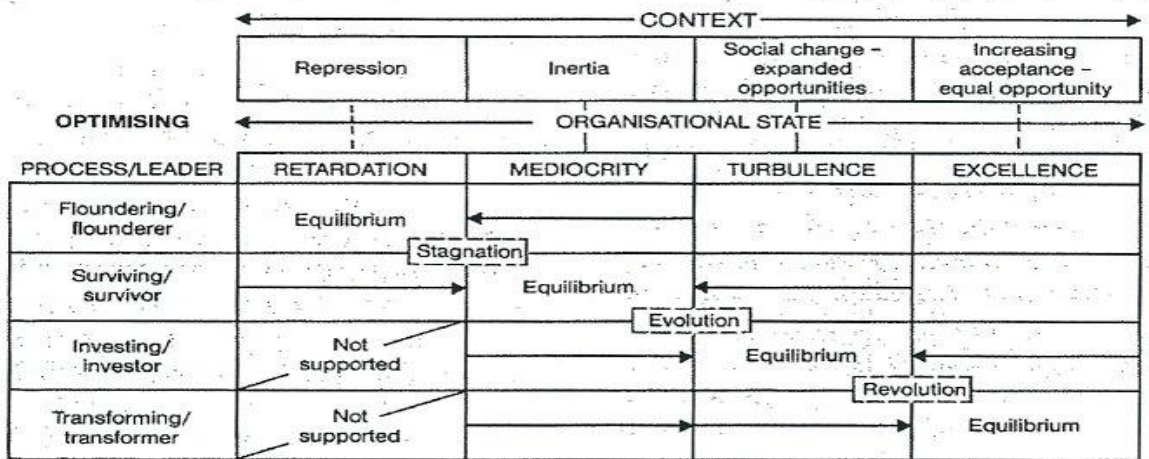 CONTEXT
Repression
Inertia
Social change –
expanded
opportunities
Increasing
acceptance –
equal opportunity
OPTIMISING
ORGANISATIONAL STATE
PROCESS/LEADER
RETARDATION
MEDIOCRITY
TURBULENCE
EXCELLENCE
Floundering/
flounderer
Equilibrium
Stagnation
Surviving/
survivor
Equilibrium
Evolution
Investing/
investor
Not
supported
Equilibrium
Revolution
Transforming/
transformer
Not
supported
Equilibrium